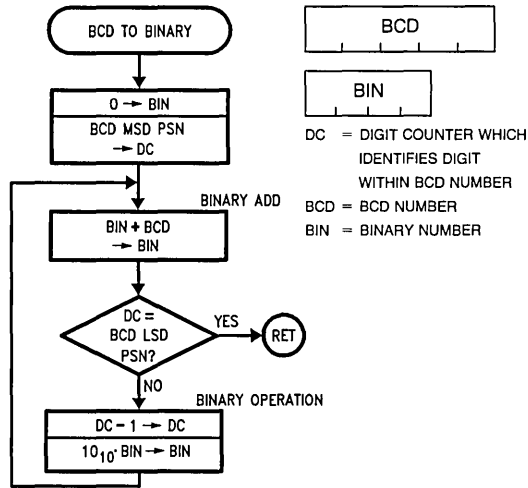 BCD TO BINARY
0 → BIN
BCD MSD PSN
→ DC
BINARY ADD
BIN + BCD
→ BIN
DC =
BCD LSD
PSN?
YES
RET
NO
BINARY OPERATION
DC – 1 → DC
10₁₀· BIN → BIN
BCD
BIN
DC = DIGIT COUNTER WHICH
IDENTIFIES DIGIT
WITHIN BCD NUMBER
BCD = BCD NUMBER
BIN = BINARY NUMBER